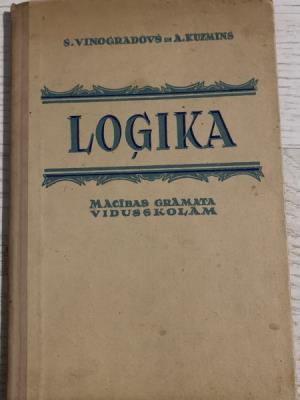 S. VINOGRADOVS UN A. KUZMINS
LOĢIKA
MĀCĪBAS GRĀMATA
VIDUSSKOLĀM